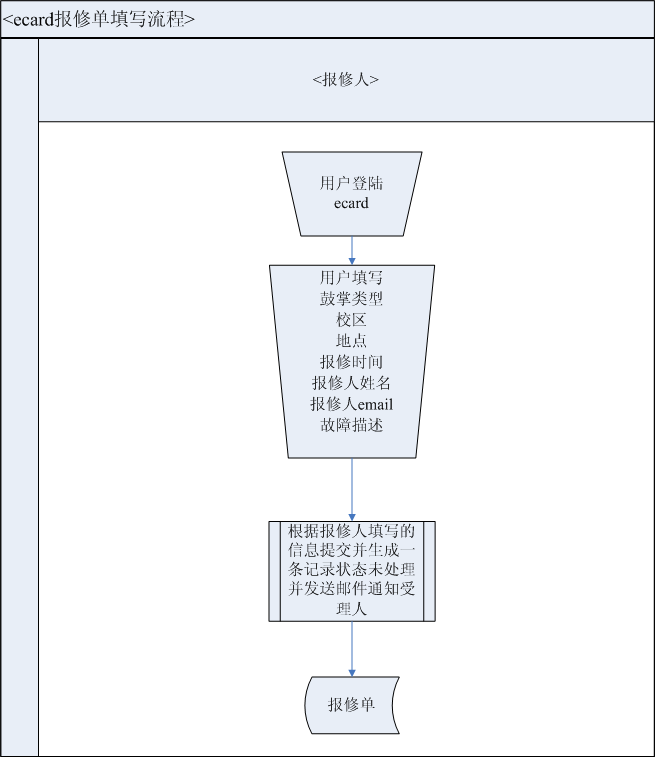 <ecard报修单填写流程>
<报修人>
用户登陆
ecard
用户填写
鼓掌类型
校区
地点
报修时间
报修人姓名
报修人email
故障描述
根据报修人填写的
信息提交并生成一
条记录状态未处理
并发送邮件通知受
理人
报修单